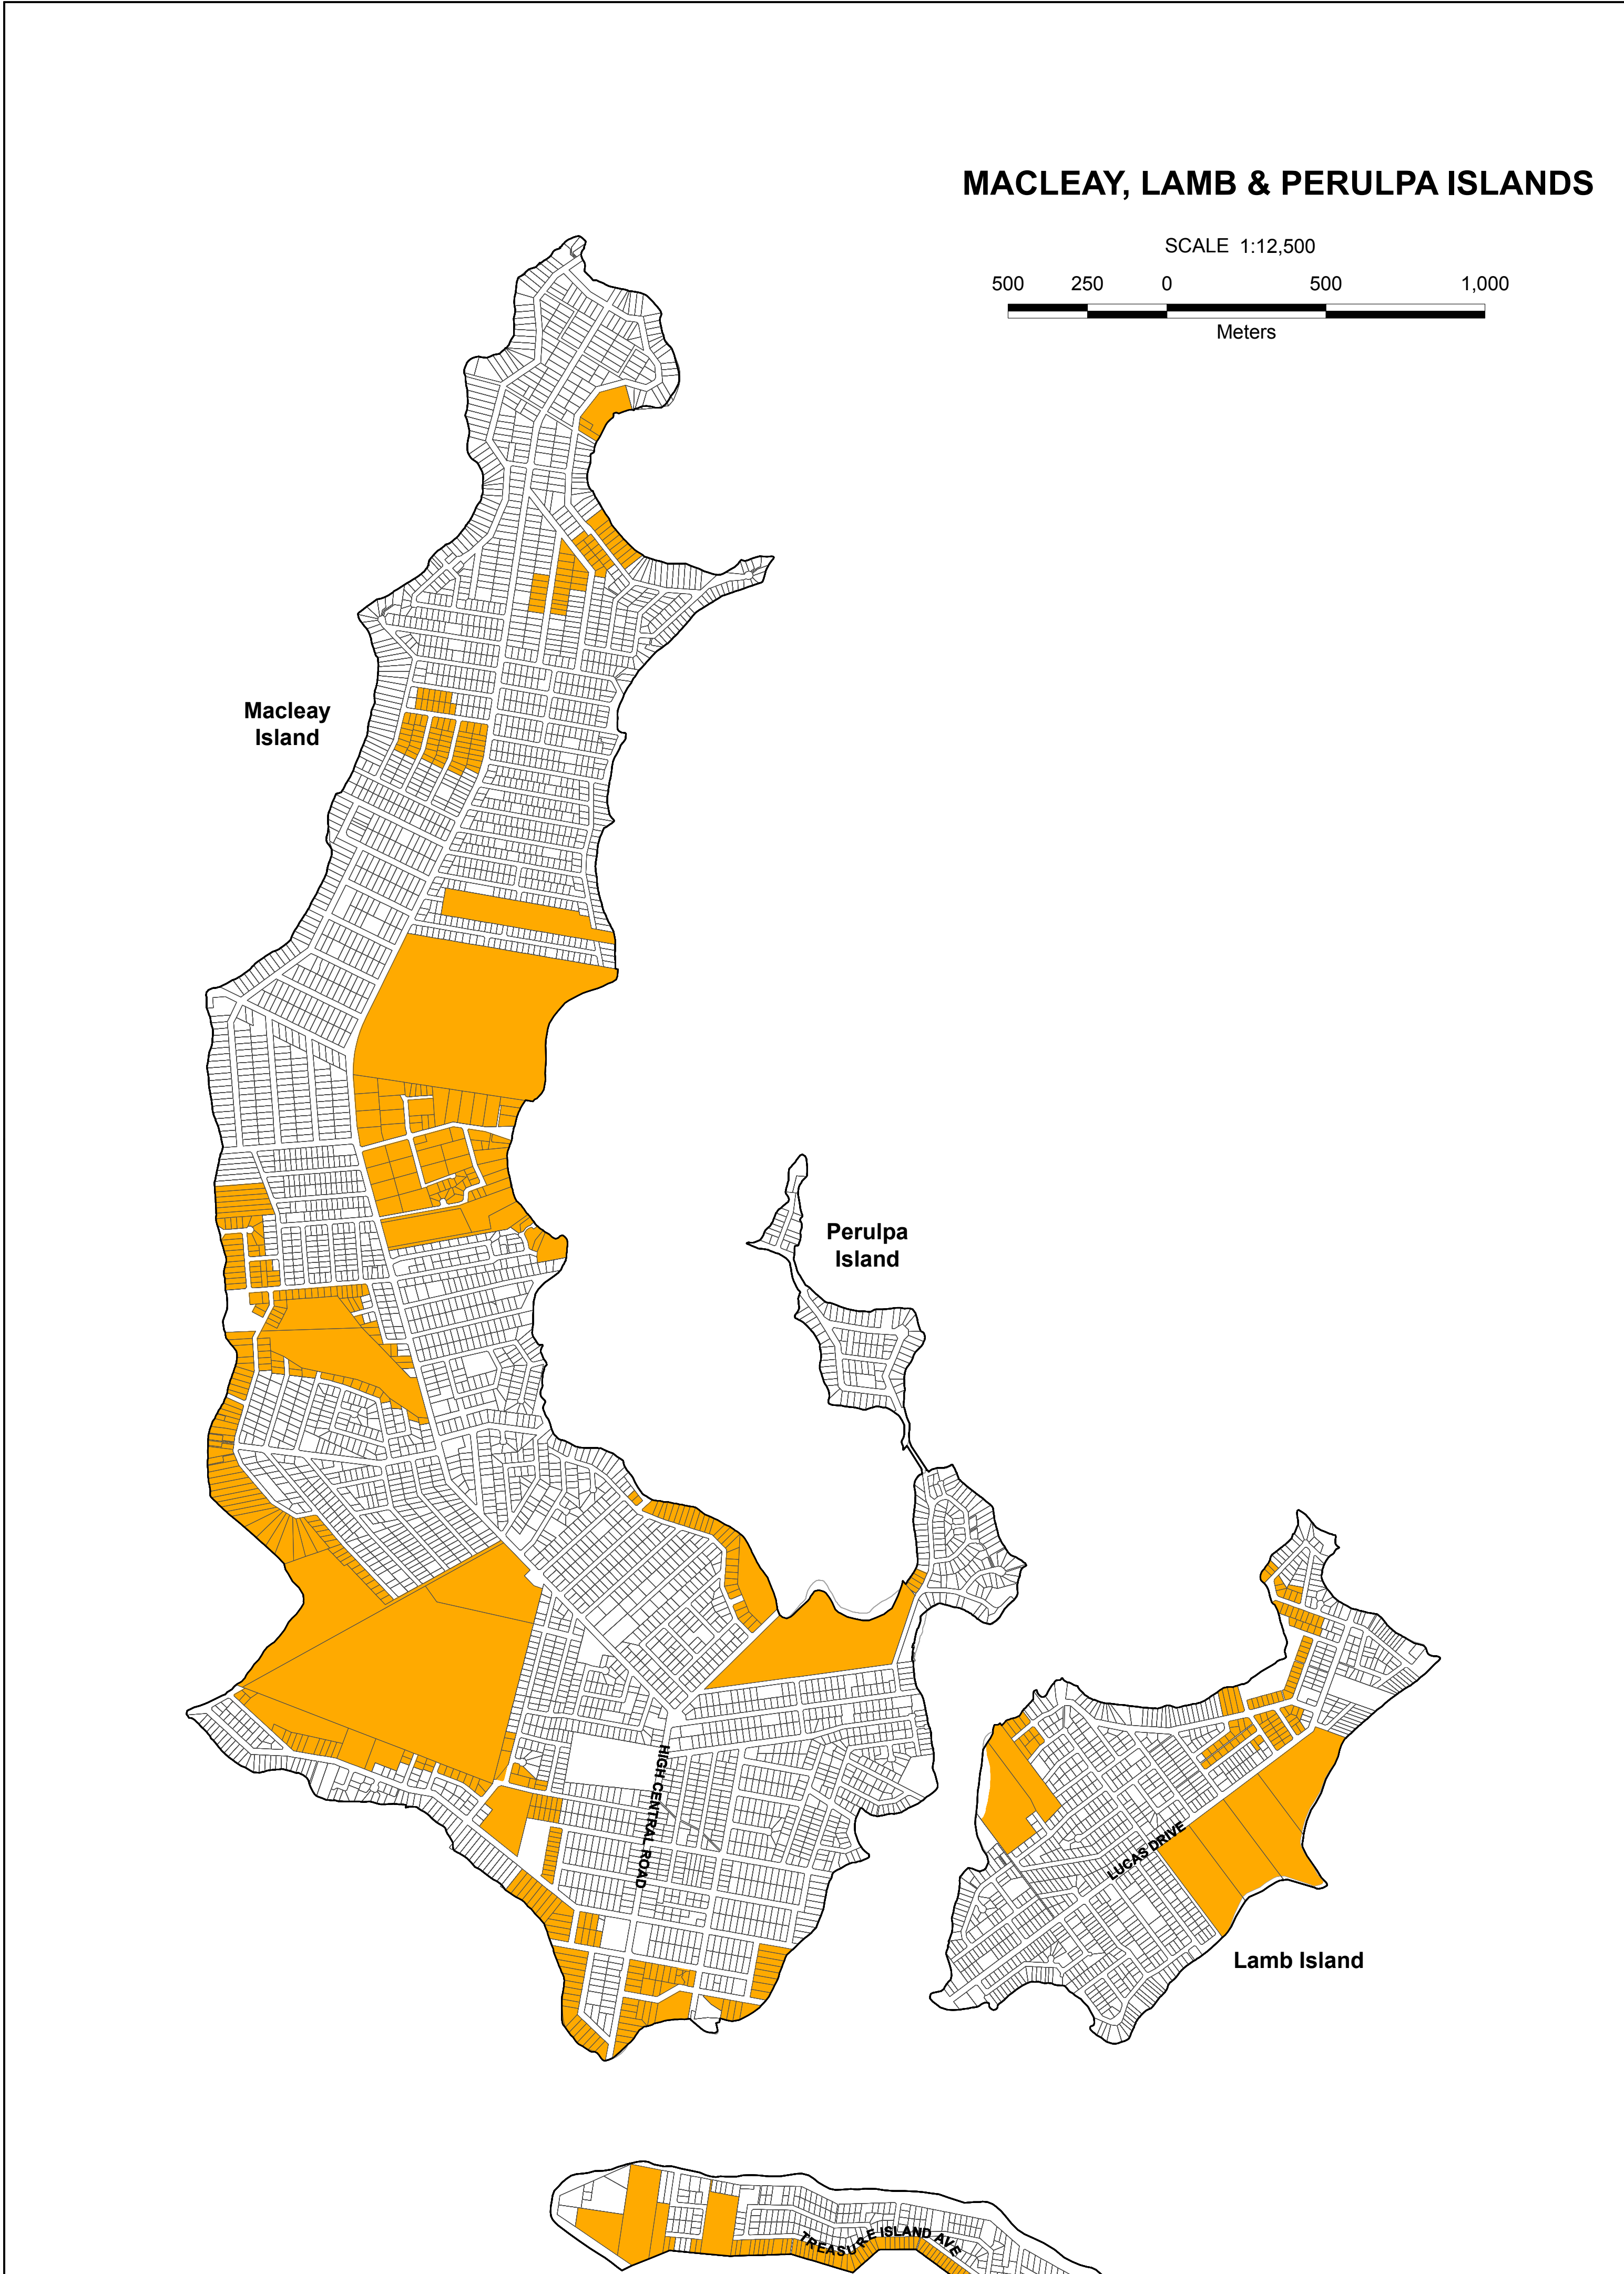 MACLEAY, LAMB & PERULPA ISLANDS
SCALE 1:12,500
500 250 0 500 1,000
Meters
Macleay
Island
Perulpa
Island
HIGH CENTRAL ROAD
LUCAS DRIVE
Lamb Island
TREASURE ISLAND AVE